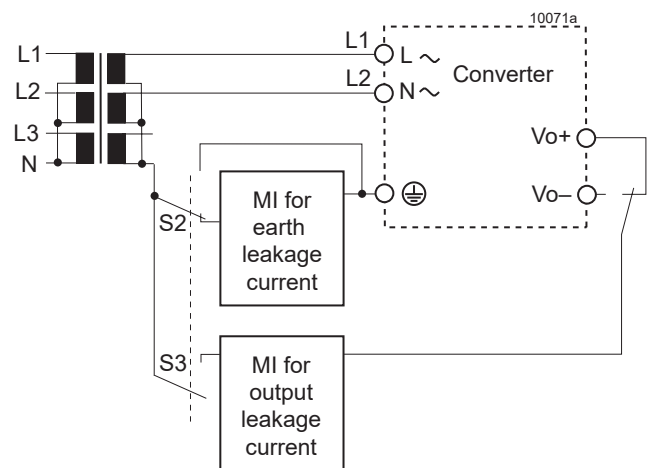 10071a
L1
L1
L ~
Converter
L2
L2
N ~
L3
Vo+
N
Vo–
S2
MI for
earth
leakage
current
S3
MI for
output
leakage
current